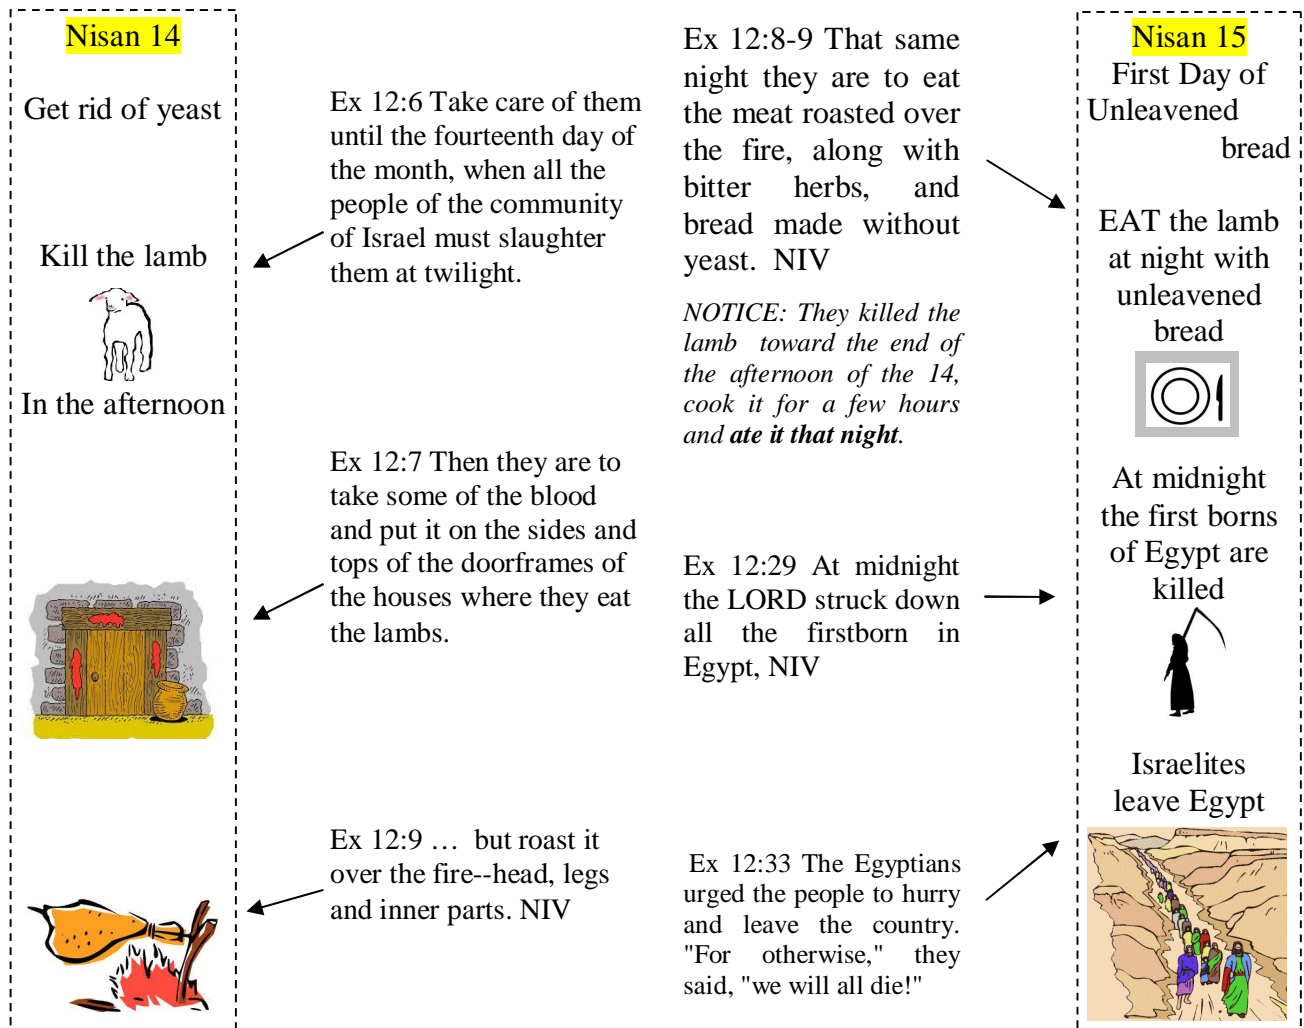 Nisan 14
Get rid of yeast
Kill the lamb
In the afternoon
Ex 12:6 Take care of them
until the fourteenth day of
the month, when all the
people of the community
of Israel must slaughter
them at twilight.
Ex 12:7 Then they are to
take some of the blood
and put it on the sides and
tops of the doorframes of
the houses where they eat
the lambs.
Ex 12:9 … but roast it
over the fire--head, legs
and inner parts. NIV
Ex 12:8-9 That same
night they are to eat
the meat roasted over
the fire, along with
bitter herbs, and
bread made without
yeast. NIV
NOTICE: They killed the
lamb toward the end of
the afternoon of the 14,
cook it for a few hours
and ate it that night.
Ex 12:29 At midnight
the LORD struck down
all the firstborn in
Egypt, NIV
Ex 12:33 The Egyptians
urged the people to hurry
and leave the country.
"For otherwise," they
said, "we will all die!"
Nisan 15
First Day of
Unleavened
bread
EAT the lamb
at night with
unleavened
bread
At midnight
the first borns
of Egypt are
killed
Israelites
leave Egypt